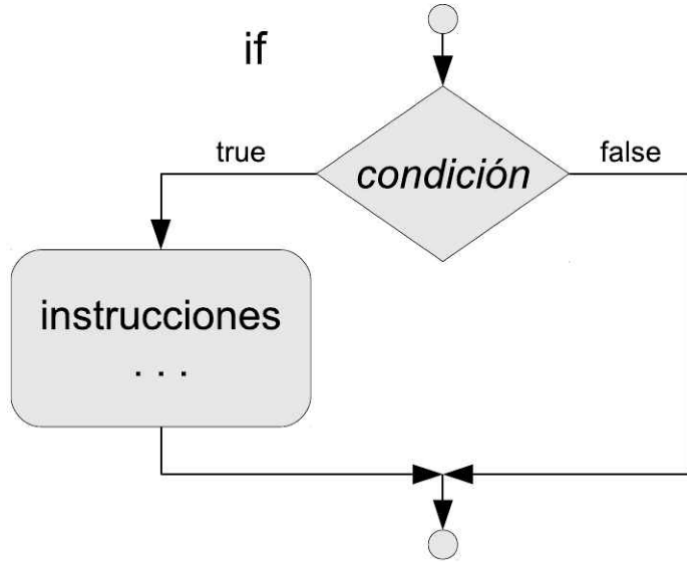 if
true
condición
false
instrucciones
. . .